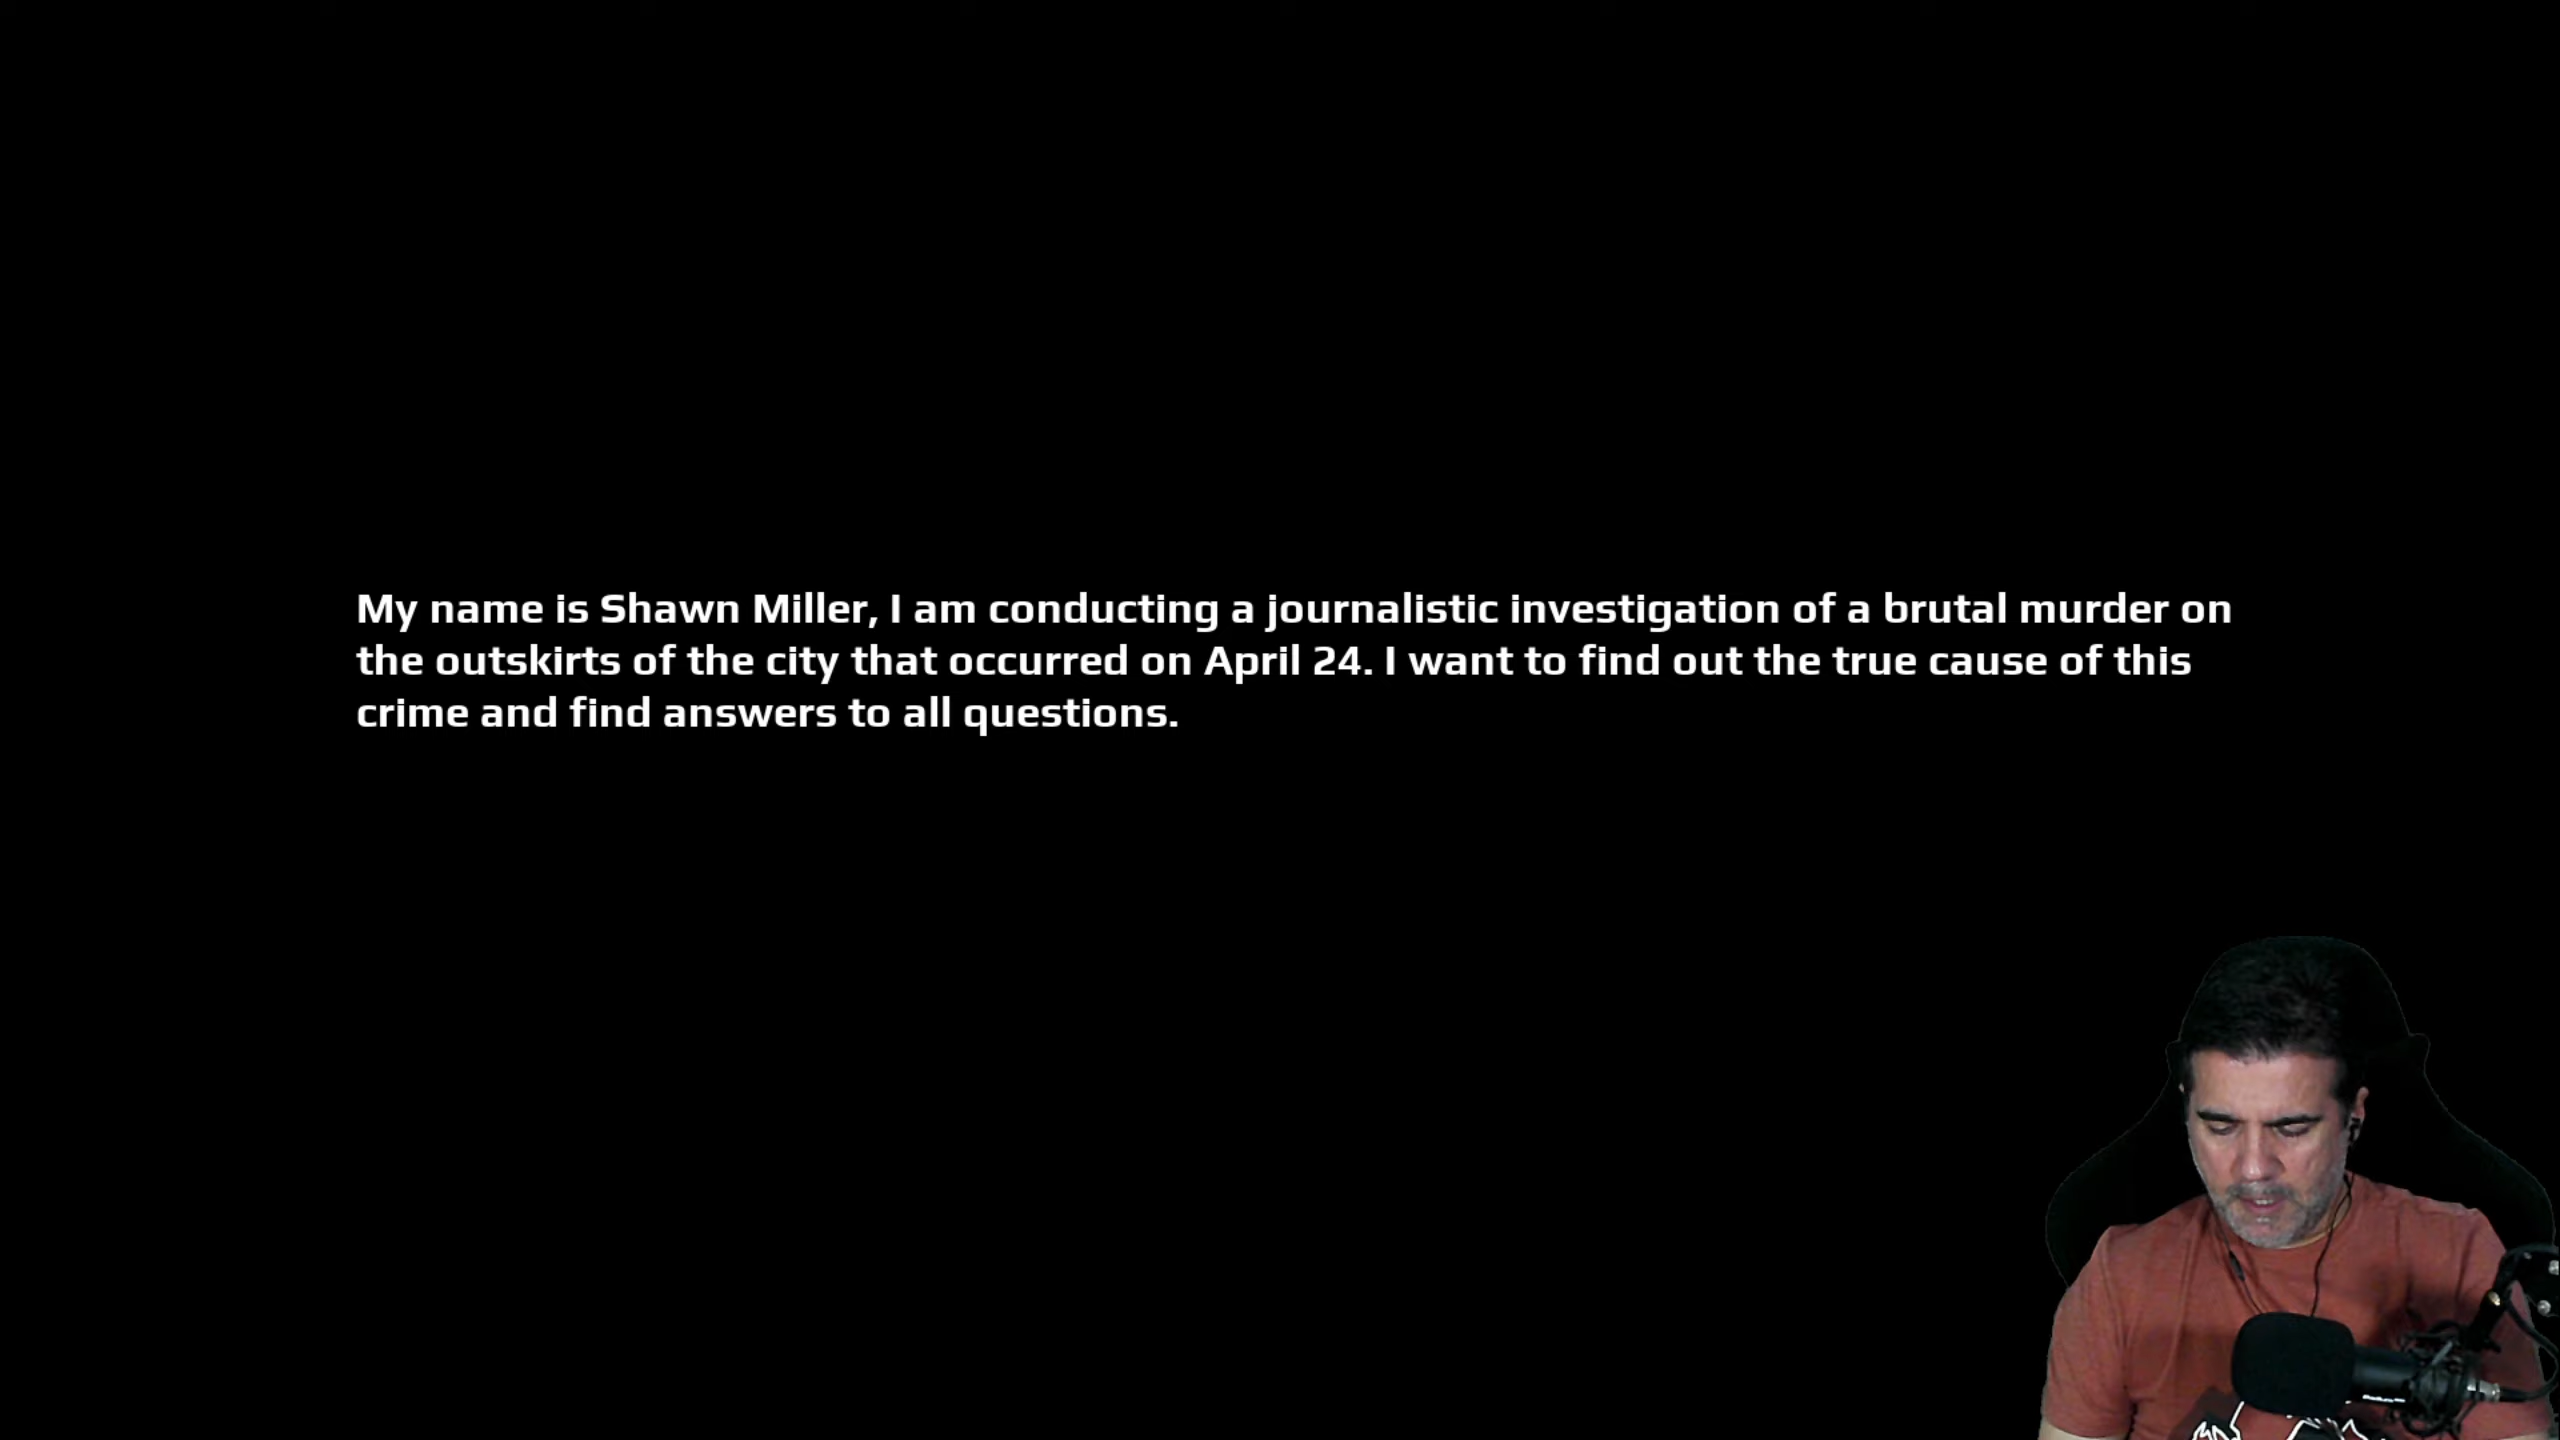 My name is Shawn Miller, I am conducting a journalistic investigation of a brutal murder on
the outskirts of the city that occurred on April 24. I want to find out the true cause of this
crime and find answers to all questions.